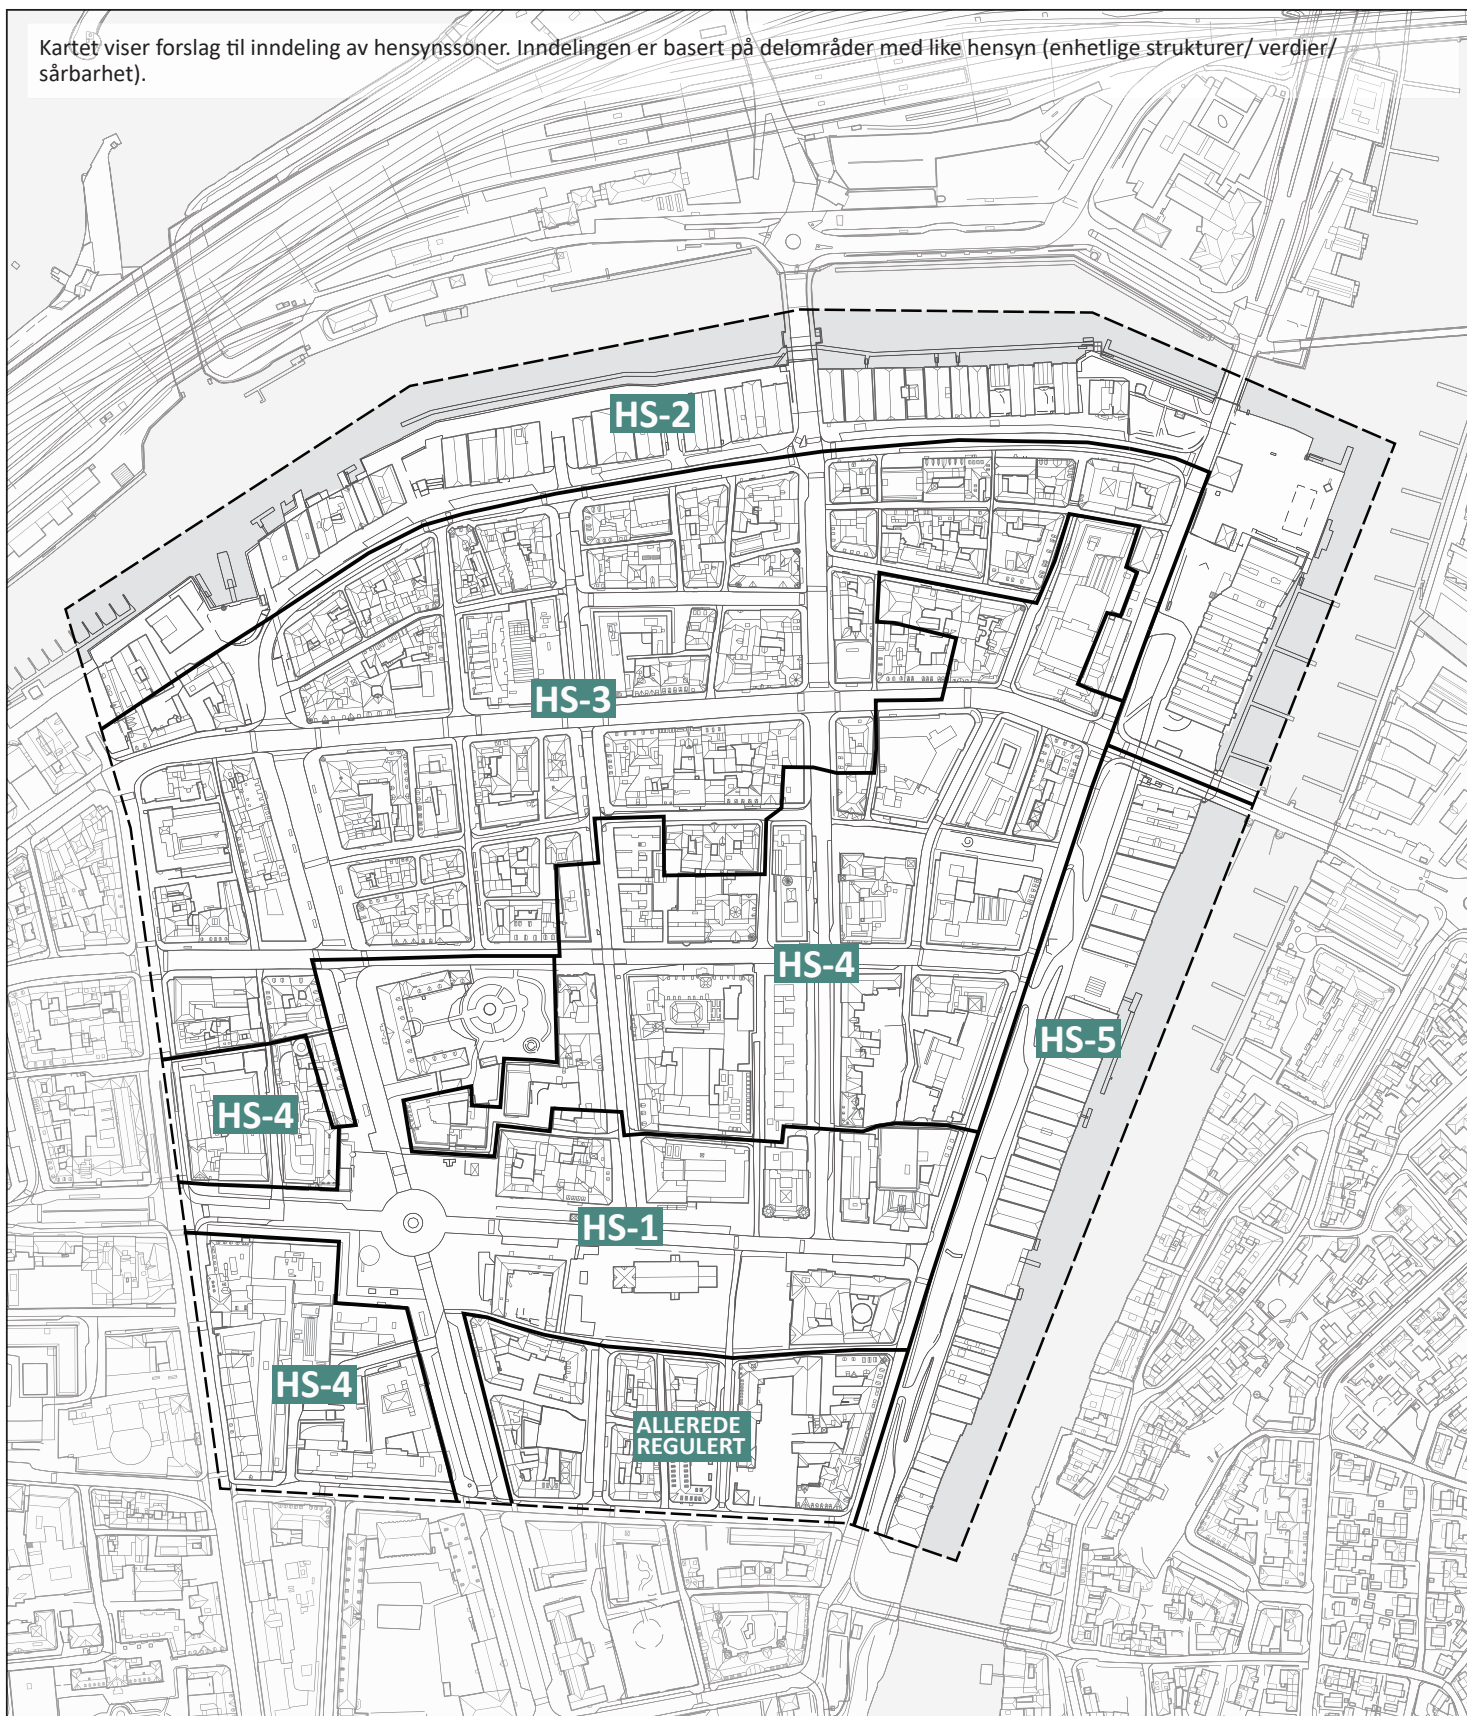 Kartet viser forslag til inndeling av hensynssoner. Inndelingen er basert på delområder med like hensyn (enhetlige strukturer/ verdier/
sårbarhet).
HS-2
HS-3
HS-4
HS-5
HS-4
HS-1
HS-4
ALLEREDE
REGULERT